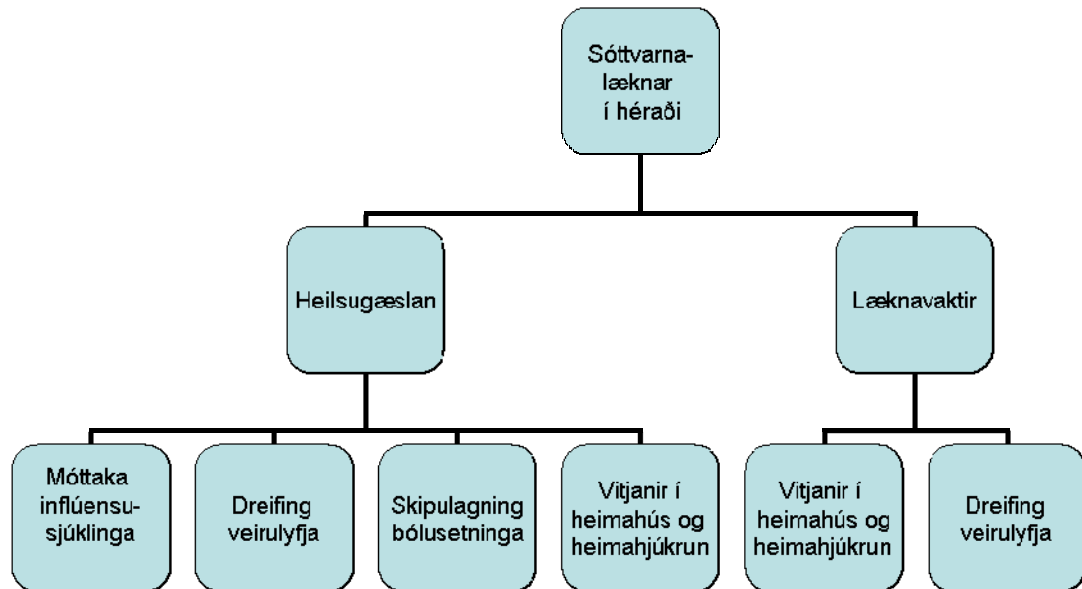 Sóttvarna-
læknar
í héraði
Heilsugæslan
Læknavaktir
Móttaka
inflúensu-
sjúklinga
Dreifing
veirulyfja
Skipulagning
bólusetninga
Vitjanir í
heimahús og
heimahjúkrun
Vitjanir í
heimahús og
heimahjúkrun
Dreifing
veirulyfja